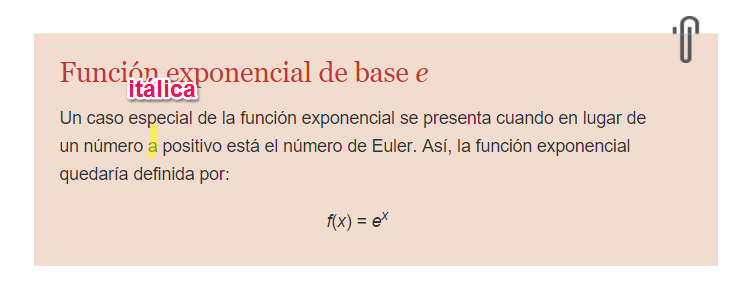 Función exponencial de base e
itálica
Un caso especial de la función exponencial se presenta cuando en lugar de
un número a positivo está el número de Euler. Así, la función exponencial
quedaría definida por:
f(x) = eˣ